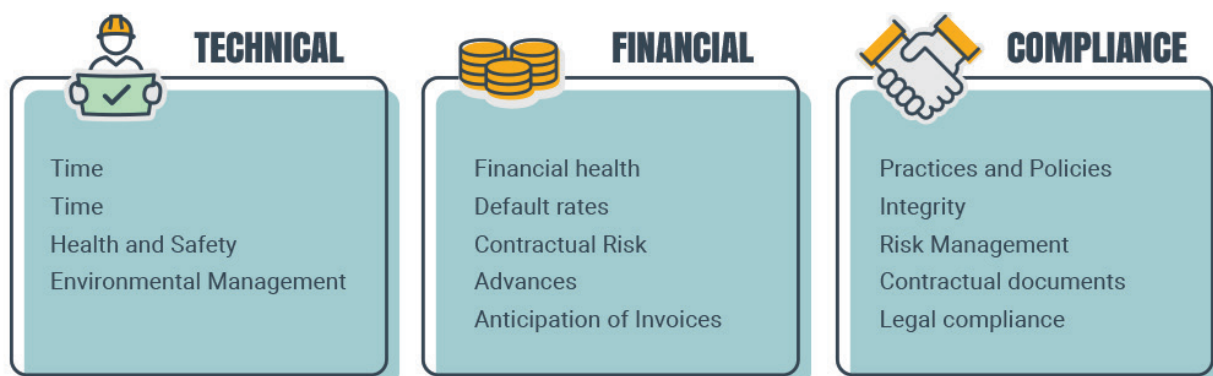 TECHNICAL
Time
Time
Health and Safety
Environmental Management
FINANCIAL
Financial health
Default rates
Contractual Risk
Advances
Anticipation of Invoices
COMPLIANCE
Practices and Policies
Integrity
Risk Management
Contractual documents
Legal compliance